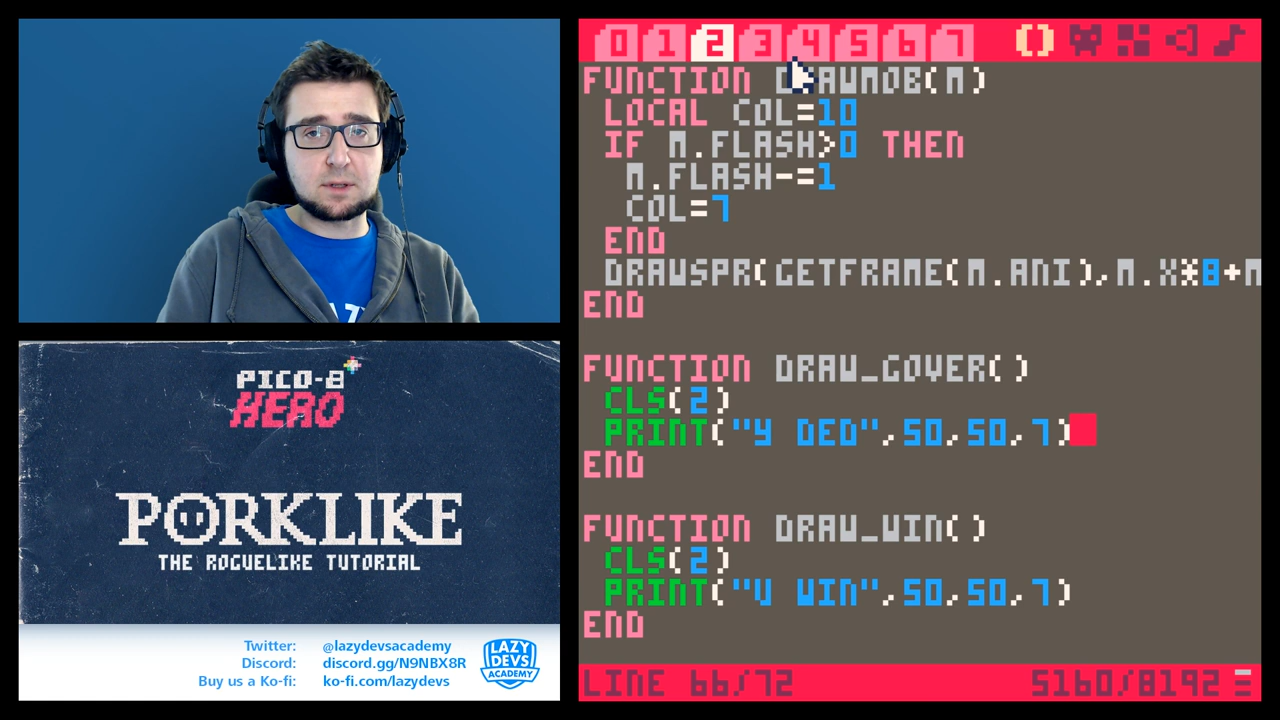 0 1 2 3 4 5 6 7 ()
FUNCTION DRAWMOB(M)
LOCAL COL=10
IF M.FLASH>0 THEN
M.FLASH-=1
COL=7
END
DRAWSPR(GETFRAME(M.ANI),M.X*8+M
END
FUNCTION DRAW_GOVER()
CLS(2)
PRINT("Y DED",50,50,7)
END
FUNCTION DRAW_WIN()
CLS(2)
PRINT("U WIN",50,50,7)
END
LINE 66/72 5160/8192
PICO-8
HERO
PORKLIKE
THE ROGUELIKE TUTORIAL
Twitter: @lazydevsacademy
Discord: discord.gg/N9NBX8R
Buy us a Ko-fi: ko-fi.com/lazydevs
LAZY
DEVS
ACADEMY